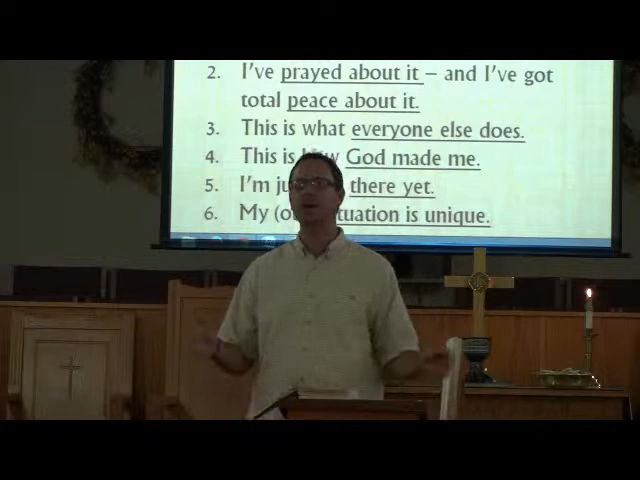 2. I've prayed about it – and I've got
total peace about it.
3. This is what everyone else does.
4. This is God made me.
5. I'm there yet.
6. My is unique.